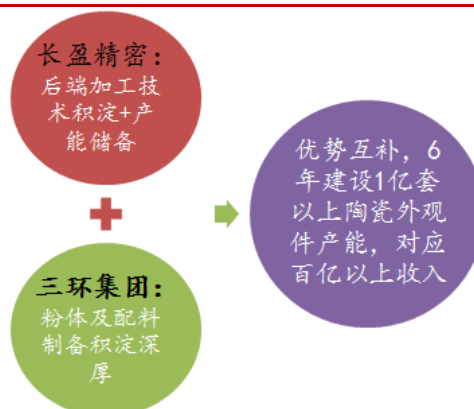 长盈精密：
后端加工技
术积淀+产
能储备
三环集团：
粉体及配料
制备积淀深
厚
优势互补，6
年建设1亿套
以上陶瓷外观
件产能，对应
百亿以上收入